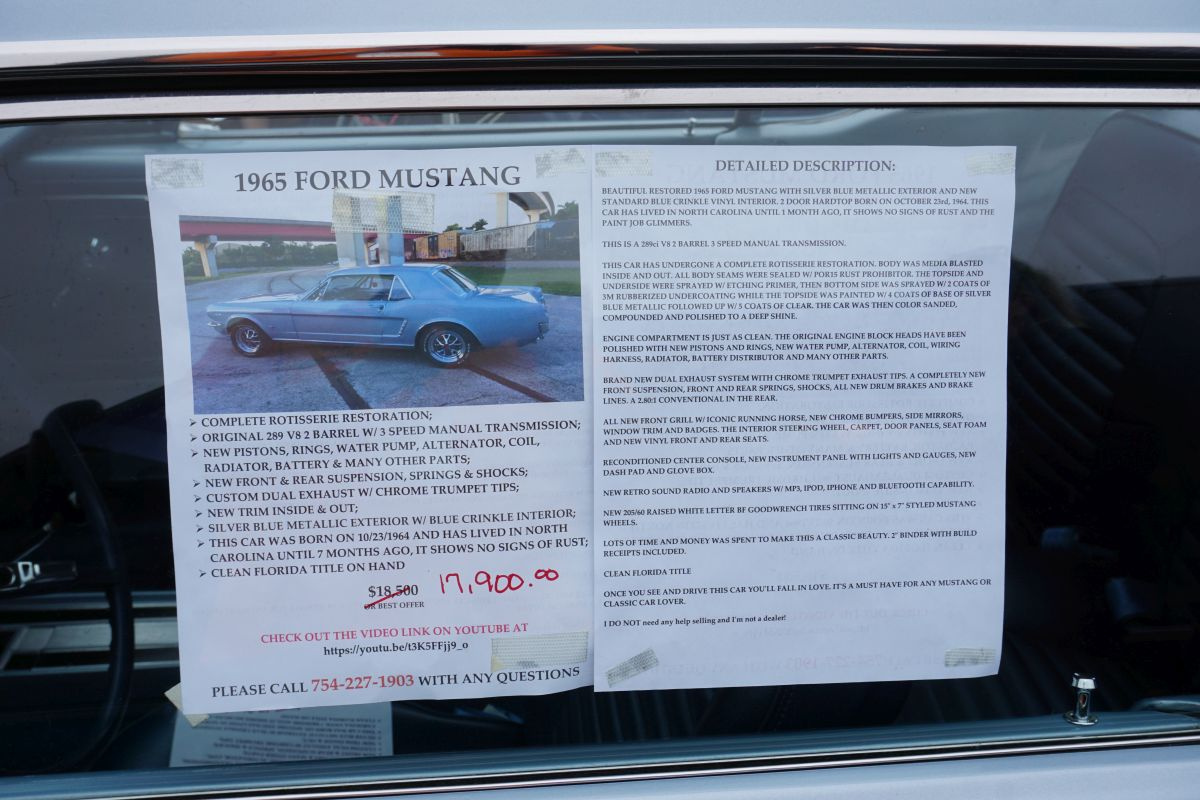 1965 FORD MUSTANG
➢ COMPLETE ROTISSERIE RESTORATION;
➢ ORIGINAL 289 V8 2 BARREL W/ 3 SPEED MANUAL TRANSMISSION;
➢ NEW PISTONS, RINGS, WATER PUMP, ALTERNATOR, COIL,
RADIATOR, BATTERY & MANY OTHER PARTS;
➢ NEW FRONT & REAR SUSPENSION, SPRINGS & SHOCKS;
➢ CUSTOM DUAL EXHAUST W/ CHROME TRUMPET TIPS;
➢ NEW TRIM INSIDE & OUT;
➢ SILVER BLUE METALLIC EXTERIOR W/ BLUE CRINKLE INTERIOR;
➢ THIS CAR WAS BORN ON 10/23/1964 AND HAS LIVED IN NORTH
CAROLINA UNTIL 7 MONTHS AGO, IT SHOWS NO SIGNS OF RUST;
➢ CLEAN FLORIDA TITLE ON HAND
$18,500 17,900.00
OR BEST OFFER
CHECK OUT THE VIDEO LINK ON YOUTUBE AT
https://youtu.be/t3K5FFjj9_o
PLEASE CALL 754-227-1903 WITH ANY QUESTIONS
DETAILED DESCRIPTION:
BEAUTIFUL RESTORED 1965 FORD MUSTANG WITH SILVER BLUE METALLIC EXTERIOR AND NEW
STANDARD BLUE CRINKLE VINYL INTERIOR. 2 DOOR HARDTOP BORN ON OCTOBER 23rd, 1964. THIS
CAR HAS LIVED IN NORTH CAROLINA UNTIL 1 MONTH AGO, IT SHOWS NO SIGNS OF RUST AND THE
PAINT JOB GLIMMERS.
THIS IS A 289ci V8 2 BARREL 3 SPEED MANUAL TRANSMISSION.
THIS CAR HAS UNDERGONE A COMPLETE ROTISSERIE RESTORATION. BODY WAS MEDIA BLASTED
INSIDE AND OUT. ALL BODY SEAMS WERE SEALED W/ POR15 RUST PROHIBITOR. THE TOPSIDE AND
UNDERSIDE WERE SPRAYED W/ ETCHING PRIMER, THEN BOTTOM SIDE WAS SPRAYED W/ 2 COATS OF
3M RUBBERIZED UNDERCOATING WHILE THE TOPSIDE WAS PAINTED W/ 4 COATS OF BASE OF SILVER
BLUE METALLIC FOLLOWED UP W/ 5 COATS OF CLEAR. THE CAR WAS THEN COLOR SANDED,
COMPOUNDED AND POLISHED TO A DEEP SHINE.
ENGINE COMPARTMENT IS JUST AS CLEAN. THE ORIGINAL ENGINE BLOCK HEADS HAVE BEEN
POLISHED WITH NEW PISTONS AND RINGS, NEW WATER PUMP, ALTERNATOR, COIL, WIRING
HARNESS, RADIATOR, BATTERY DISTRIBUTOR AND MANY OTHER PARTS.
BRAND NEW DUAL EXHAUST SYSTEM WITH CHROME TRUMPET EXHAUST TIPS. A COMPLETELY NEW
FRONT SUSPENSION, FRONT AND REAR SPRINGS, SHOCKS, ALL NEW DRUM BRAKES AND BRAKE
LINES. A 2.80:1 CONVENTIONAL IN THE REAR.
ALL NEW FRONT GRILL W/ ICONIC RUNNING HORSE, NEW CHROME BUMPERS, SIDE MIRRORS,
WINDOW TRIM AND BADGES. THE INTERIOR STEERING WHEEL, CARPET, DOOR PANELS, SEAT FOAM
AND NEW VINYL FRONT AND REAR SEATS.
RECONDITIONED CENTER CONSOLE, NEW INSTRUMENT PANEL WITH LIGHTS AND GAUGES, NEW
DASH PAD AND GLOVE BOX.
NEW RETRO SOUND RADIO AND SPEAKERS W/ MP3, IPOD, IPHONE AND BLUETOOTH CAPABILITY.
NEW 205/60 RAISED WHITE LETTER BF GOODWRENCH TIRES SITTING ON 15" x 7" STYLED MUSTANG
WHEELS.
LOTS OF TIME AND MONEY WAS SPENT TO MAKE THIS A CLASSIC BEAUTY. 2" BINDER WITH BUILD
RECEIPTS INCLUDED.
CLEAN FLORIDA TITLE
ONCE YOU SEE AND DRIVE THIS CAR YOU'LL FALL IN LOVE. IT'S A MUST HAVE FOR ANY MUSTANG OR
CLASSIC CAR LOVER.
I DO NOT need any help selling and I'm not a dealer!